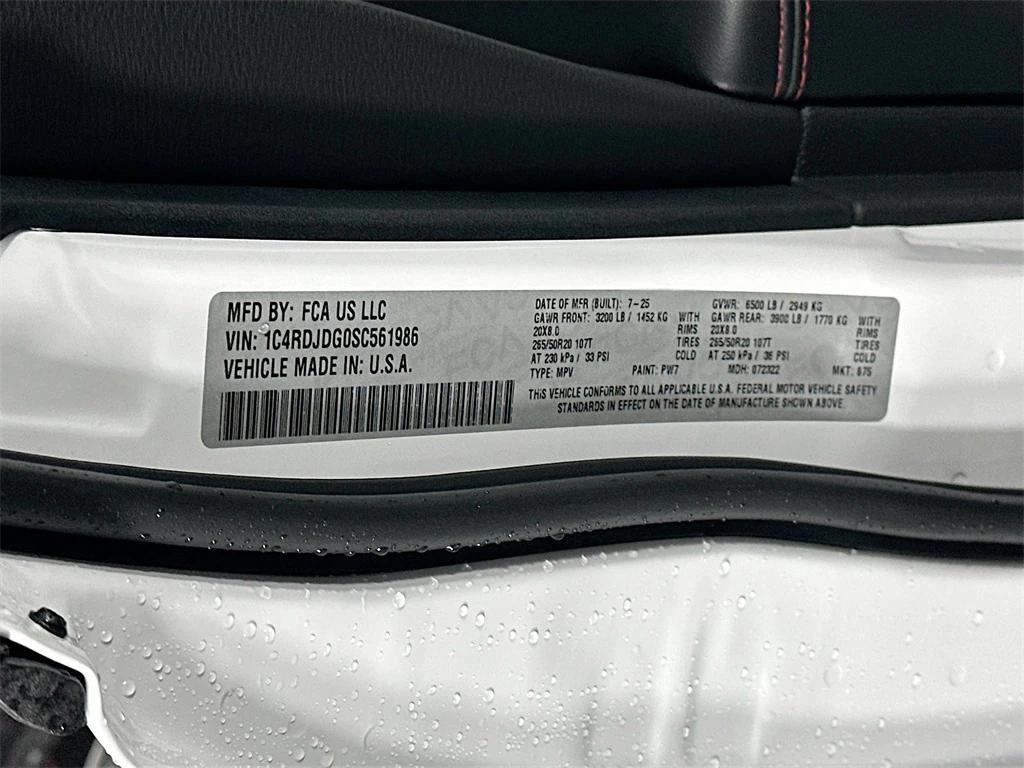 MFD BY: FCA US LLC
VIN: 1C4RDJDG0SC561986
VEHICLE MADE IN: U.S.A.
DATE OF MFR (BUILT): 7-25 GVWR: 6500 LB / 2949 KG
GAWR FRONT: 3200 LB / 1452 KG WITH GAWR REAR: 3900 LB / 1770 KG WITH
20X8.0 RIMS 20X8.0 RIMS
265/50R20 107T TIRES 265/50R20 107T TIRES
AT 230 kPa / 33 PSI COLD AT 250 kPa / 36 PSI COLD
TYPE: MPV PAINT: PW7 MDH: 072322 MKT: 875
THIS VEHICLE CONFORMS TO ALL APPLICABLE U.S.A. FEDERAL MOTOR VEHICLE SAFETY
STANDARDS IN EFFECT ON THE DATE OF MANUFACTURE SHOWN ABOVE.